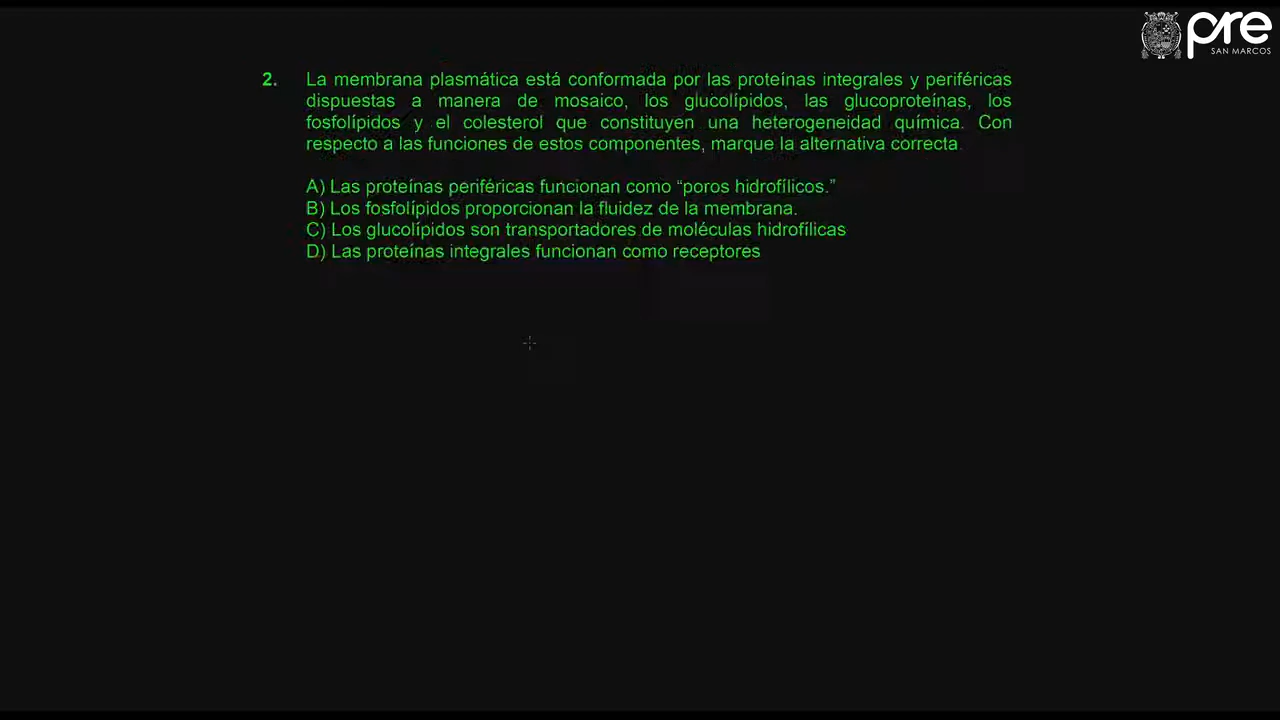 pre
SAN MARCOS
2. La membrana plasmática está conformada por las proteínas integrales y periféricas
dispuestas a manera de mosaico, los glucolípidos, las glucoproteínas, los
fosfolípidos y el colesterol que constituyen una heterogeneidad química. Con
respecto a las funciones de estos componentes, marque la alternativa correcta.
A) Las proteínas periféricas funcionan como “poros hidrofílicos.”
B) Los fosfolípidos proporcionan la fluidez de la membrana.
C) Los glucolípidos son transportadores de moléculas hidrofílicas
D) Las proteínas integrales funcionan como receptores